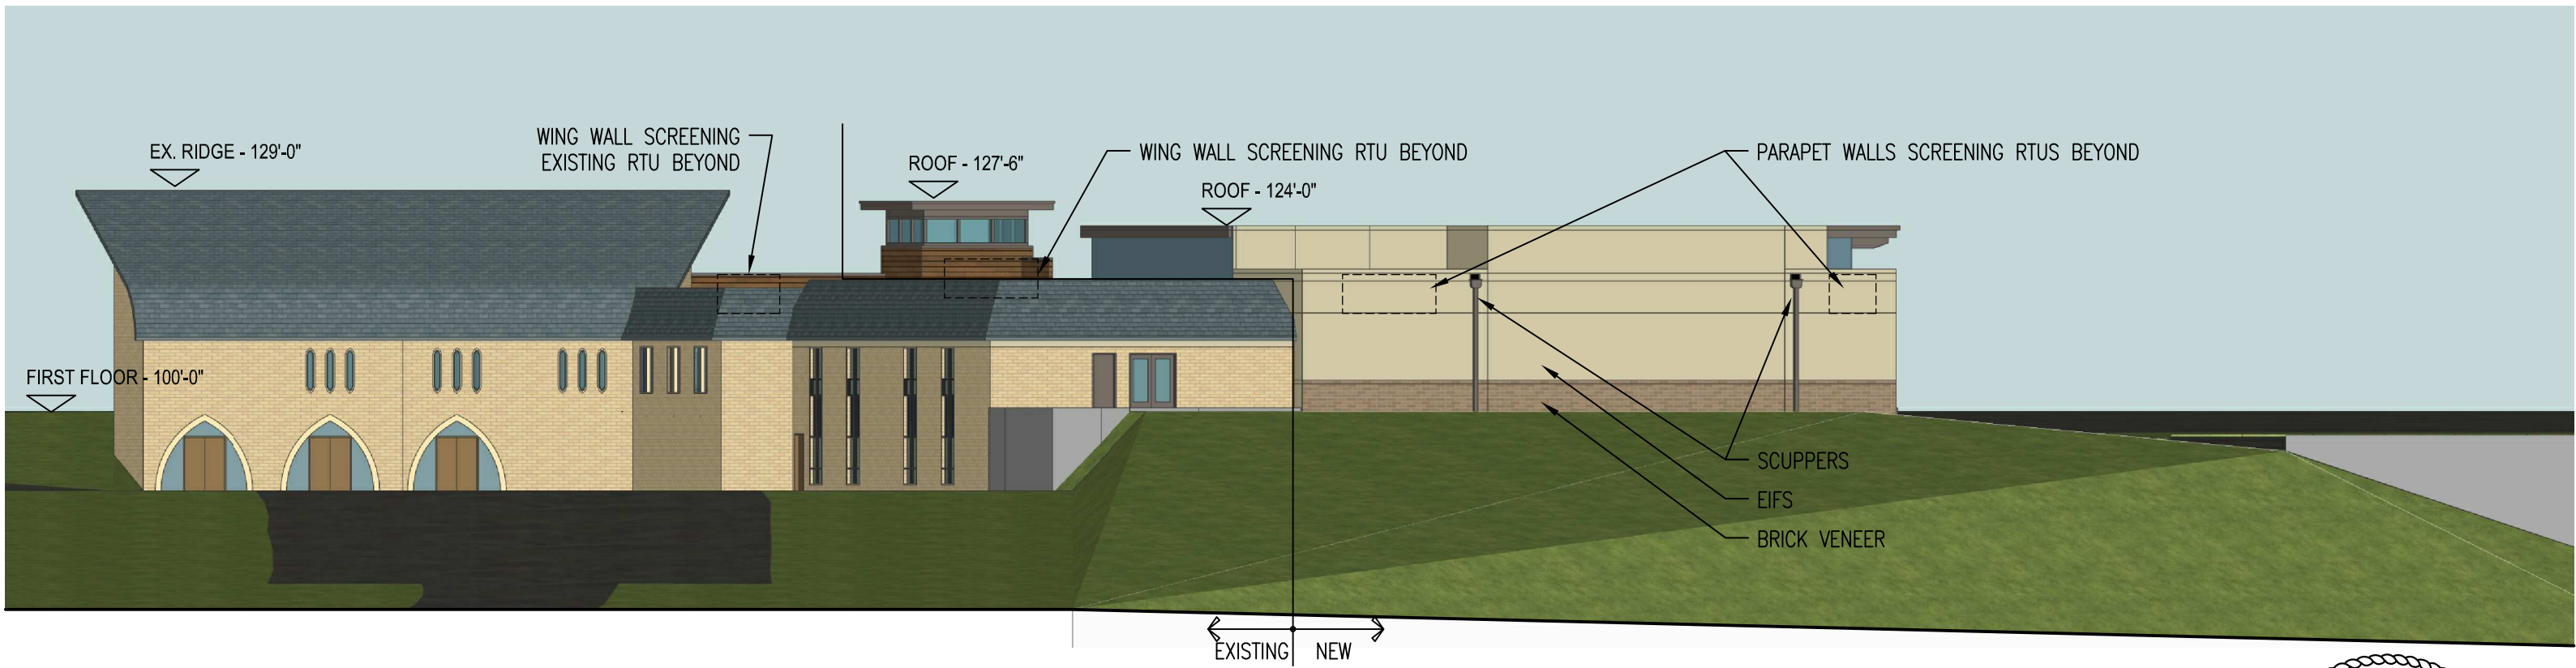 EX. RIDGE - 129'-0"
WING WALL SCREENING
EXISTING RTU BEYOND
ROOF - 127'-6"
WING WALL SCREENING RTU BEYOND
ROOF - 124'-0"
PARAPET WALLS SCREENING RTUS BEYOND
FIRST FLOOR - 100'-0"
SCUPPERS
EIFS
BRICK VENEER
EXISTING NEW